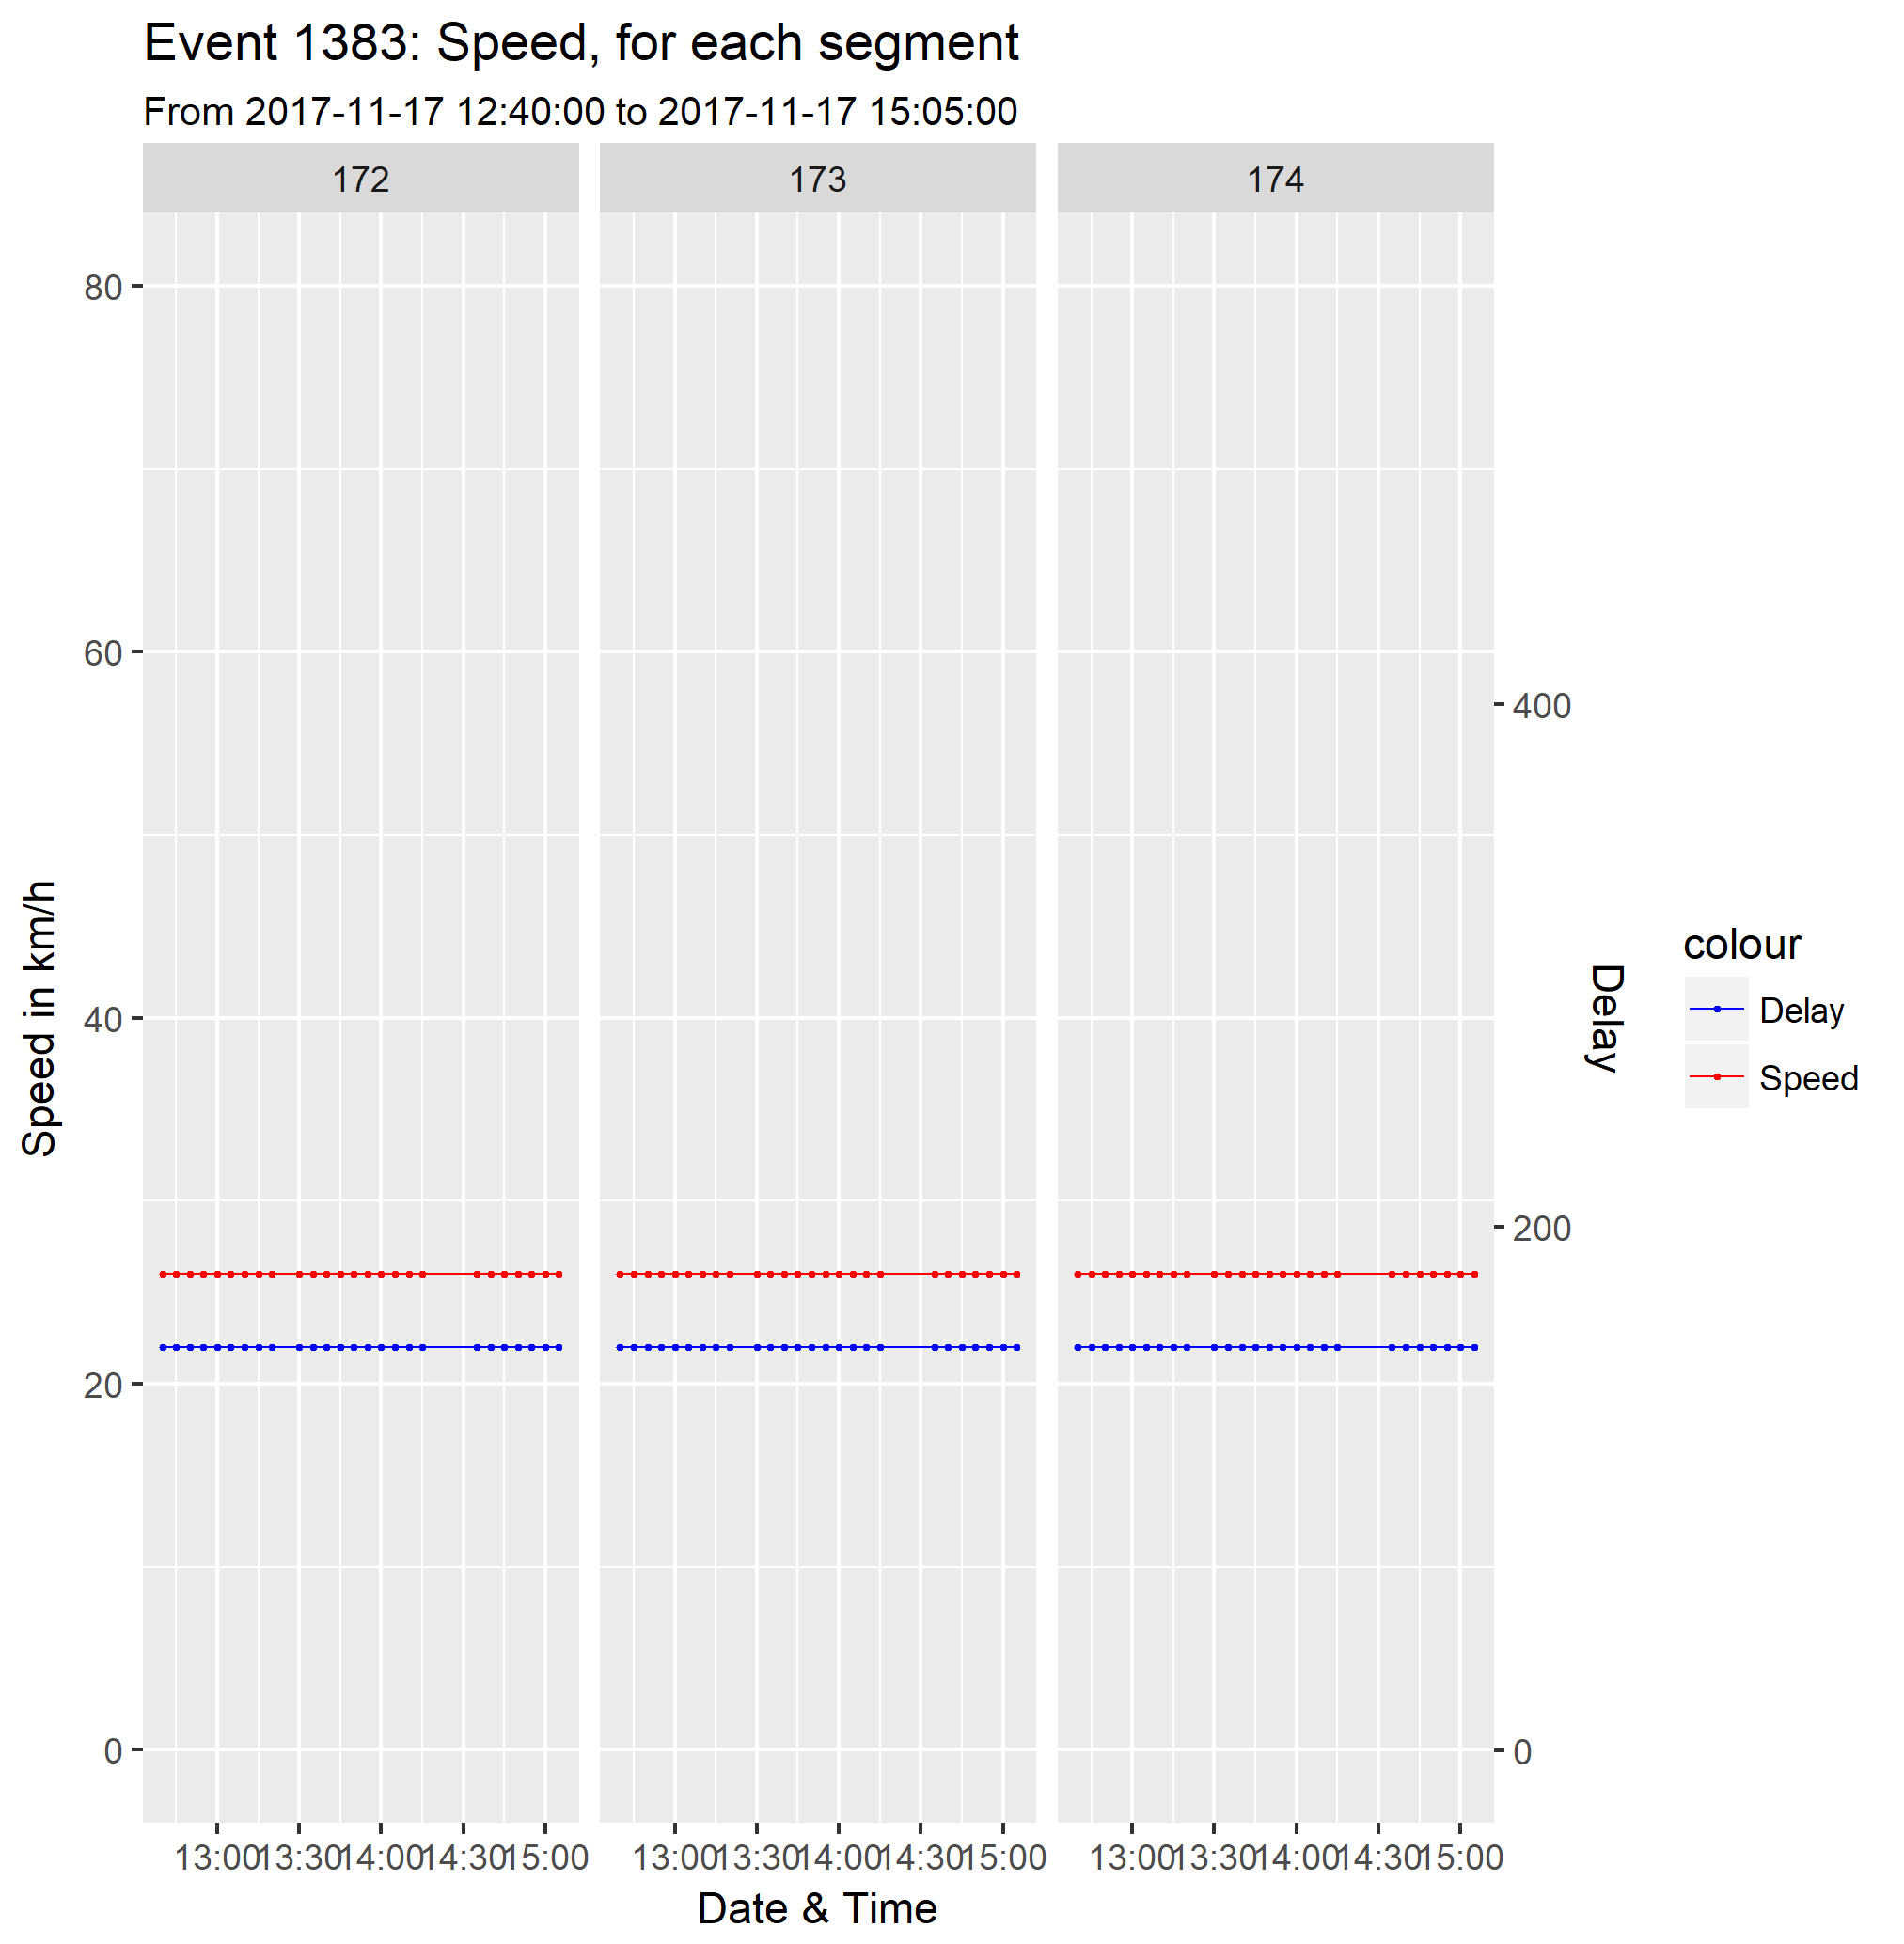 Event 1383: Speed, for each segment
From 2017-11-17 12:40:00 to 2017-11-17 15:05:00
172 173 174
80
60
40
20
0
Speed in km/h
400
200
0
Delay
colour
Delay
Speed
13:00 13:30 14:00 14:30 15:00 13:00 13:30 14:00 14:30 15:00 13:00 13:30 14:00 14:30 15:00
Date & Time